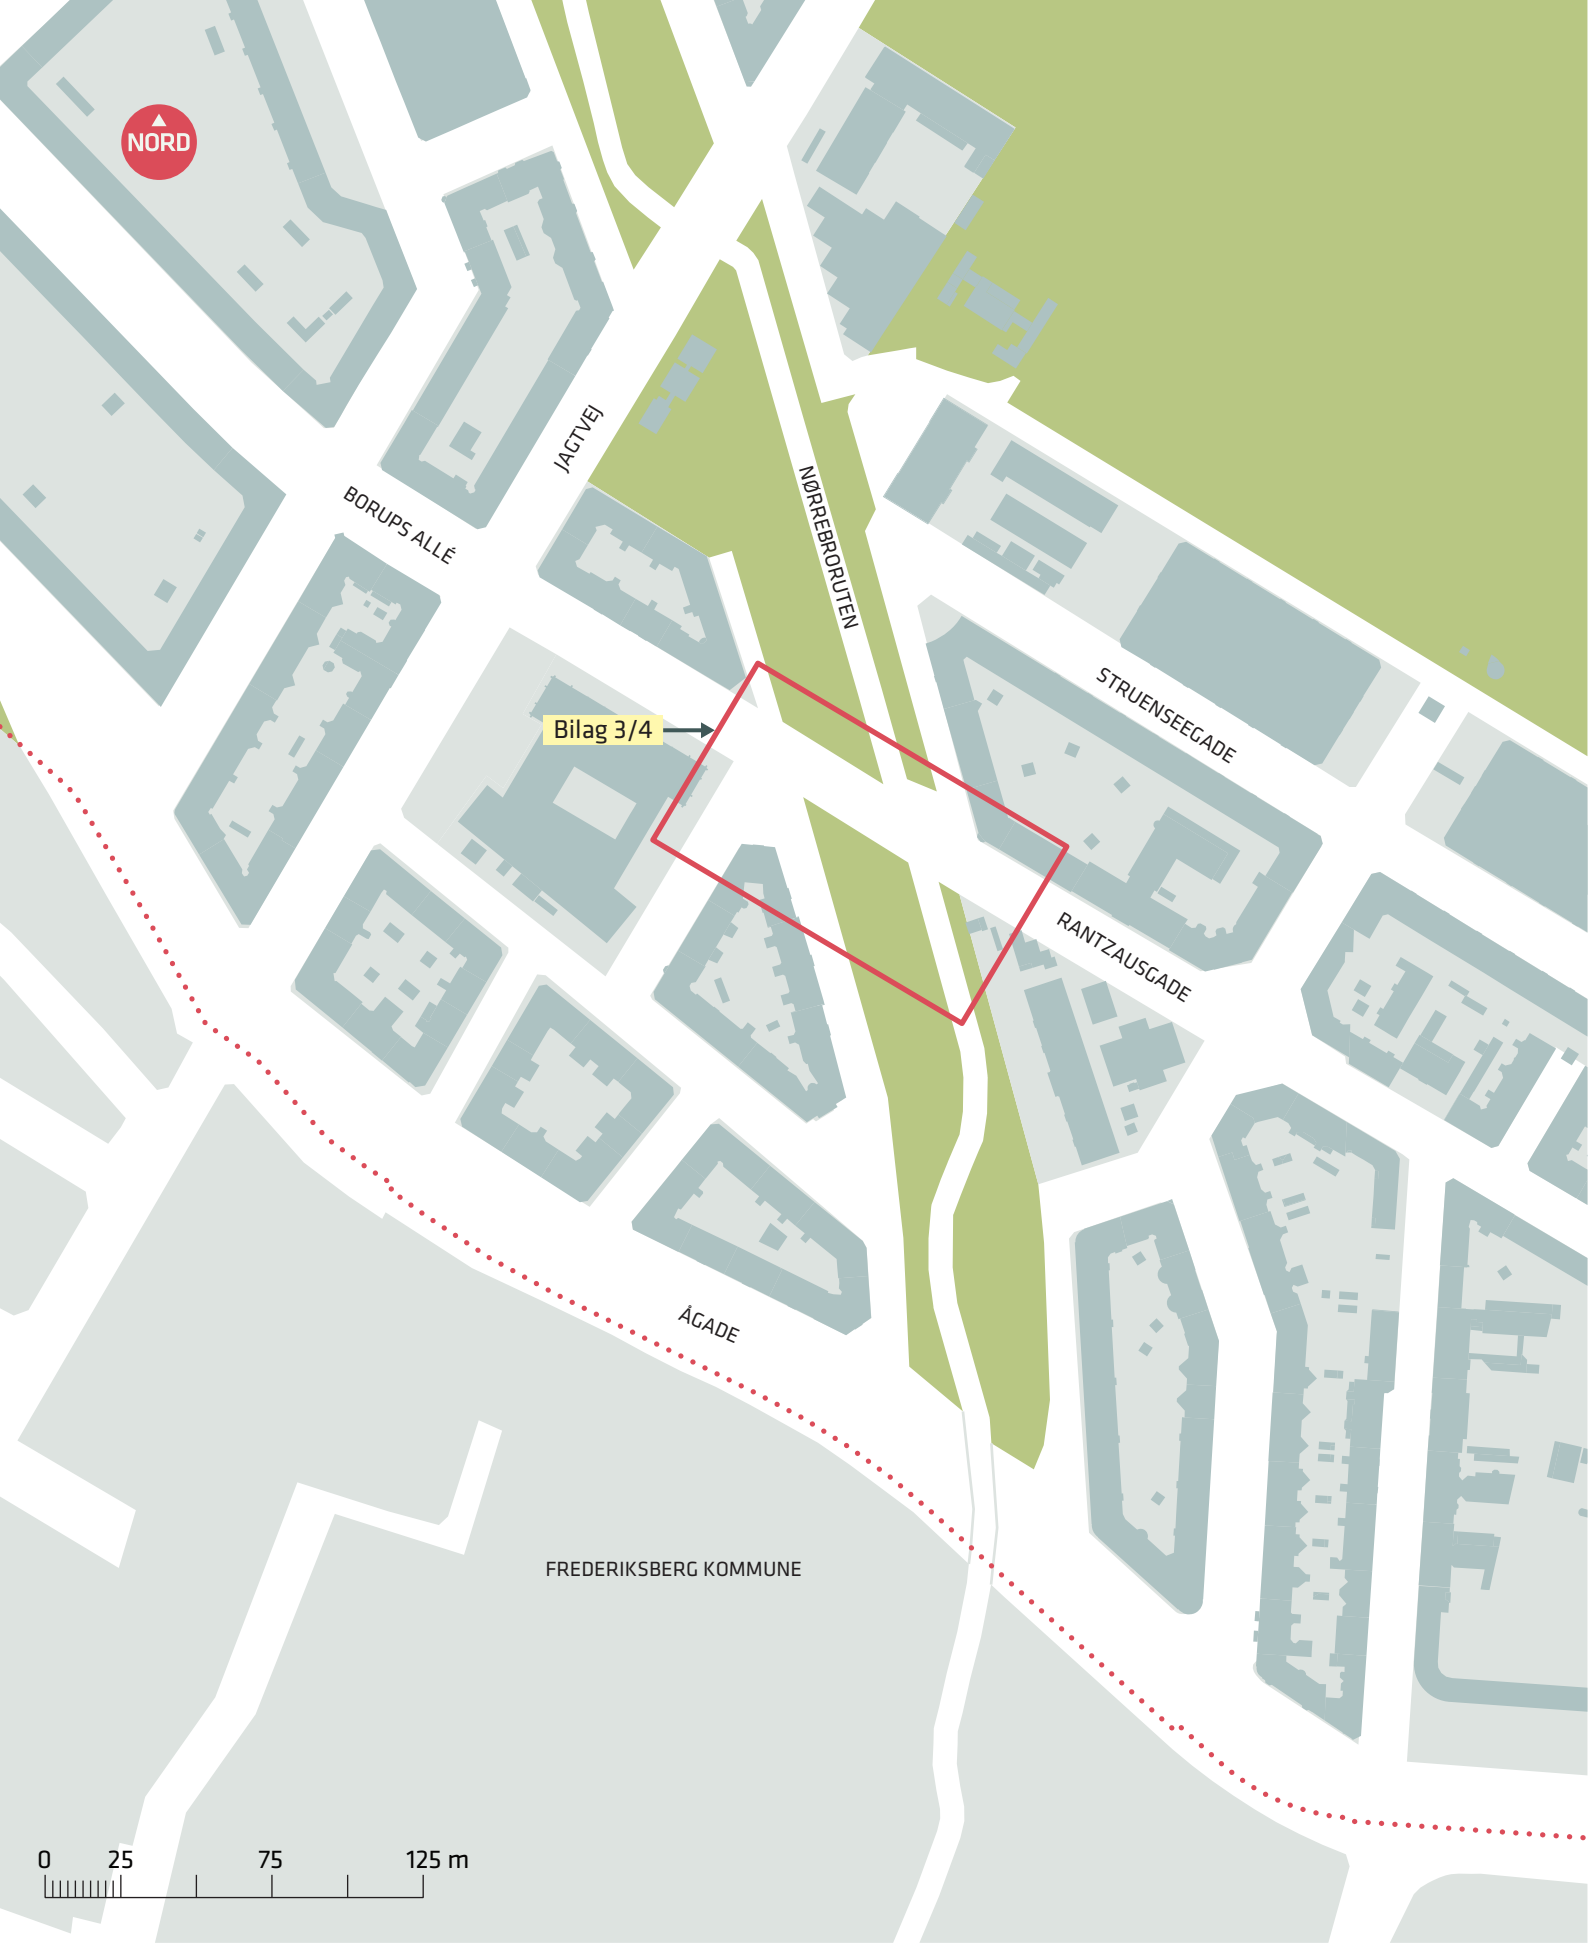 NORD
JAGTVEJ
BORUPS ALLÉ
NØRREBRORUTEN
STRUENSEEGADE
Bilag 3/4
RANTZAUSGADE
ÅGADE
FREDERIKSBERG KOMMUNE
0 25 75 125 m